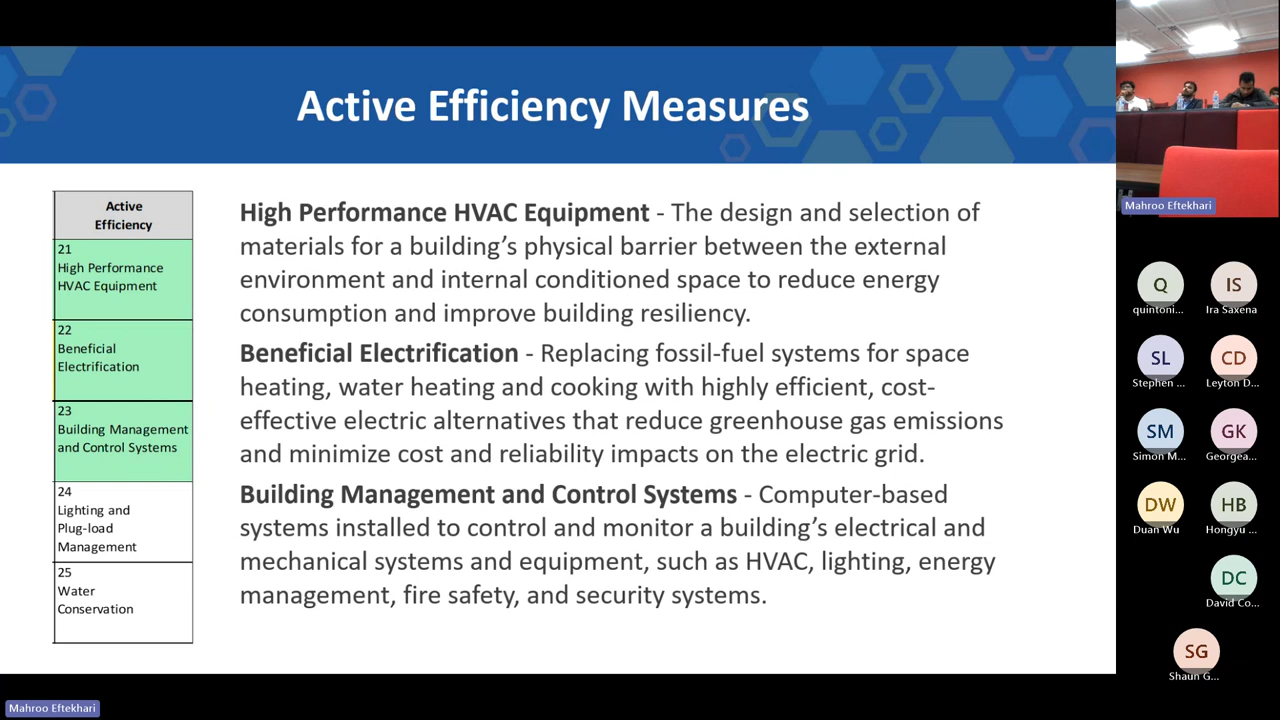 Active Efficiency Measures
Active
Efficiency
21
High Performance
HVAC Equipment
22
Beneficial
Electrification
23
Building Management
and Control Systems
24
Lighting and
Plug-load
Management
25
Water
Conservation
High Performance HVAC Equipment - The design and selection of
materials for a building’s physical barrier between the external
environment and internal conditioned space to reduce energy
consumption and improve building resiliency.
Beneficial Electrification - Replacing fossil-fuel systems for space
heating, water heating and cooking with highly efficient, cost-
effective electric alternatives that reduce greenhouse gas emissions
and minimize cost and reliability impacts on the electric grid.
Building Management and Control Systems - Computer-based
systems installed to control and monitor a building’s electrical and
mechanical systems and equipment, such as HVAC, lighting, energy
management, fire safety, and security systems.
Mahroo Eftekhari
Q
quintoni...
IS
Ira Saxena
SL
Stephen ...
CD
Leyton D...
SM
Simon M...
GK
Georgea...
DW
Duan Wu
HB
Hongyu ...
DC
David Co...
SG
Shaun G...
Mahroo Eftekhari